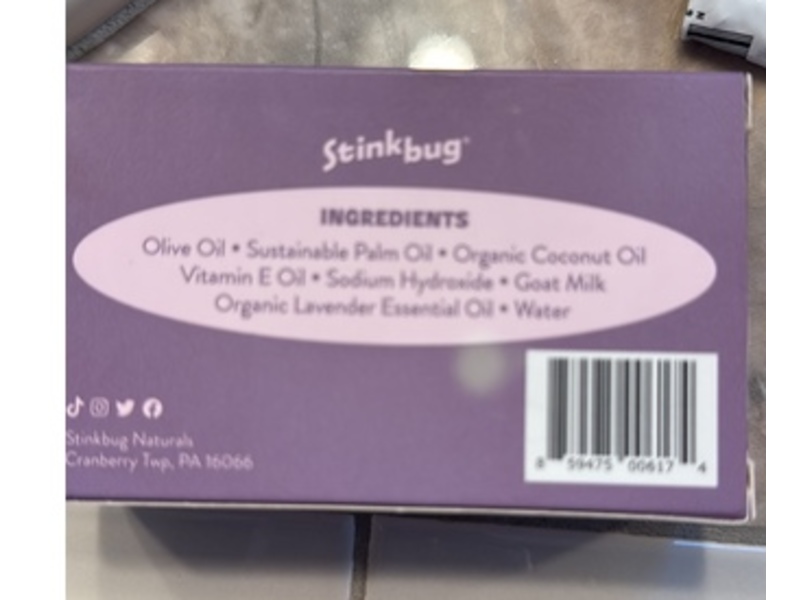 Stinkbug
INGREDIENTS
Olive Oil • Sustainable Palm Oil • Organic Coconut Oil
Vitamin E Oil • Sodium Hydroxide • Goat Milk
Organic Lavender Essential Oil • Water
Stinkbug Naturals
Cranberry Twp, PA 16066
8 59475 00617 4